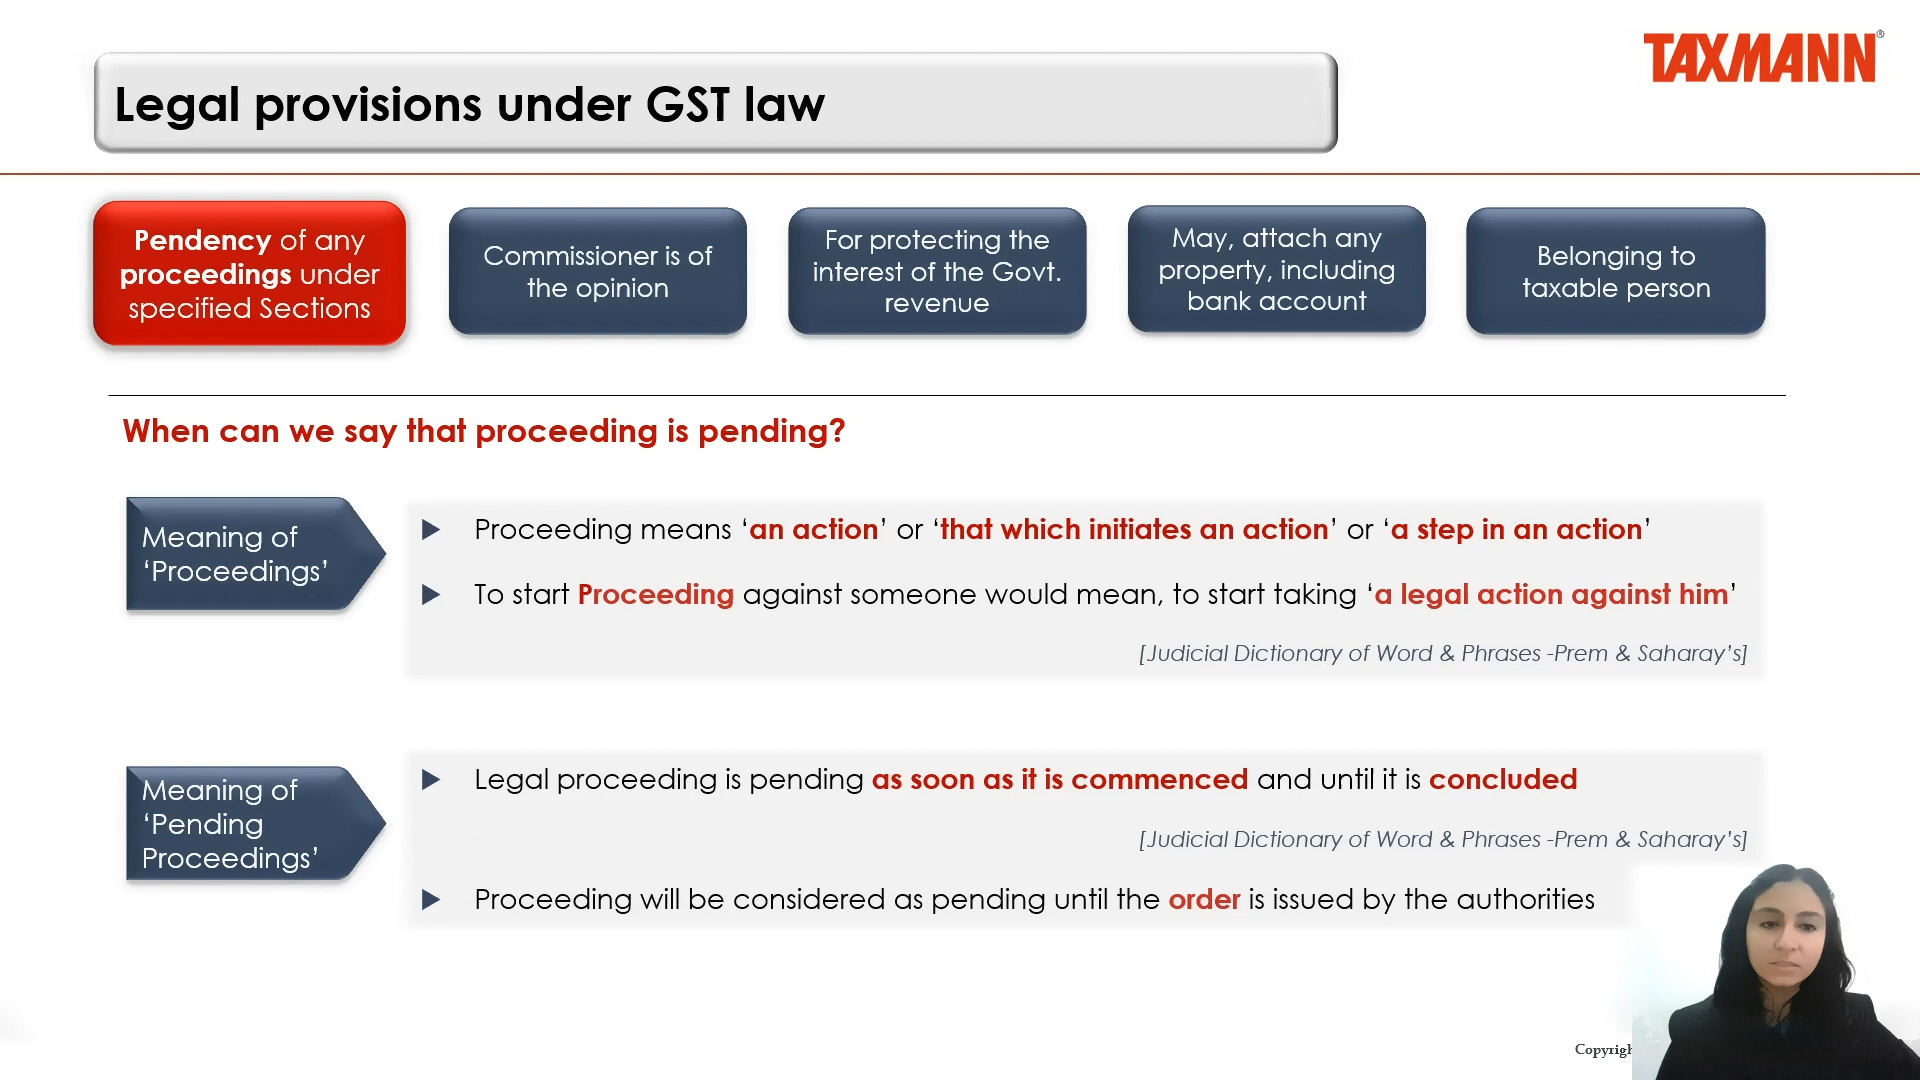 TAXMANN®
Legal provisions under GST law
Pendency of any
proceedings under
specified Sections
Commissioner is of
the opinion
For protecting the
interest of the Govt.
revenue
May, attach any
property, including
bank account
Belonging to
taxable person
When can we say that proceeding is pending?
Meaning of
‘Proceedings’
Proceeding means ‘an action’ or ‘that which initiates an action’ or ‘a step in an action’
To start Proceeding against someone would mean, to start taking ‘a legal action against him’
[Judicial Dictionary of Word & Phrases -Prem & Saharay’s]
Meaning of
‘Pending
Proceedings’
Legal proceeding is pending as soon as it is commenced and until it is concluded
[Judicial Dictionary of Word & Phrases -Prem & Saharay’s]
Proceeding will be considered as pending until the order is issued by the authorities